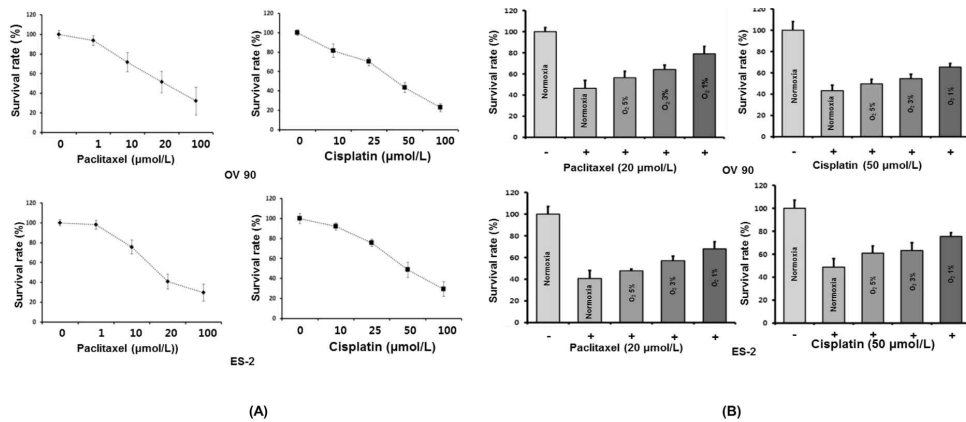 Survival rate (%)
120
100
80
60
40
20
0
0 1 10 20 100
Paclitaxel (µmol/L)
Survival rate (%)
120
100
80
60
40
20
0
0 10 25 50 100
Cisplatin (µmol/L)
OV 90
Survival rate (%)
120
100
80
60
40
20
0
0 1 10 20 100
Paclitaxel (µmol/L))
Survival rate (%)
120
100
80
60
40
20
0
0 10 25 50 100
Cisplatin (µmol/L)
ES-2
(A)
Survival rate (%)
120
100
80
60
40
20
0
Normoxia
Normoxia
O₂ 5%
O₂ 3%
O₂ 1%
- + + + +
Paclitaxel (20 µmol/L)
Survival rate (%)
120
100
80
60
40
20
0
Normoxia
Normoxia
O₂ 5%
O₂ 3%
O₂ 1%
- + + + +
Cisplatin (50 µmol/L)
OV 90
Survival rate (%)
120
100
80
60
40
20
0
Normoxia
Normoxia
O₂ 5%
O₂ 3%
O₂ 1%
- + + + +
Paclitaxel (20 µmol/L)
Survival rate (%)
120
100
80
60
40
20
0
Normoxia
Normoxia
O₂ 5%
O₂ 3%
O₂ 1%
- + + + +
Cisplatin (50 µmol/L)
ES-2
(B)